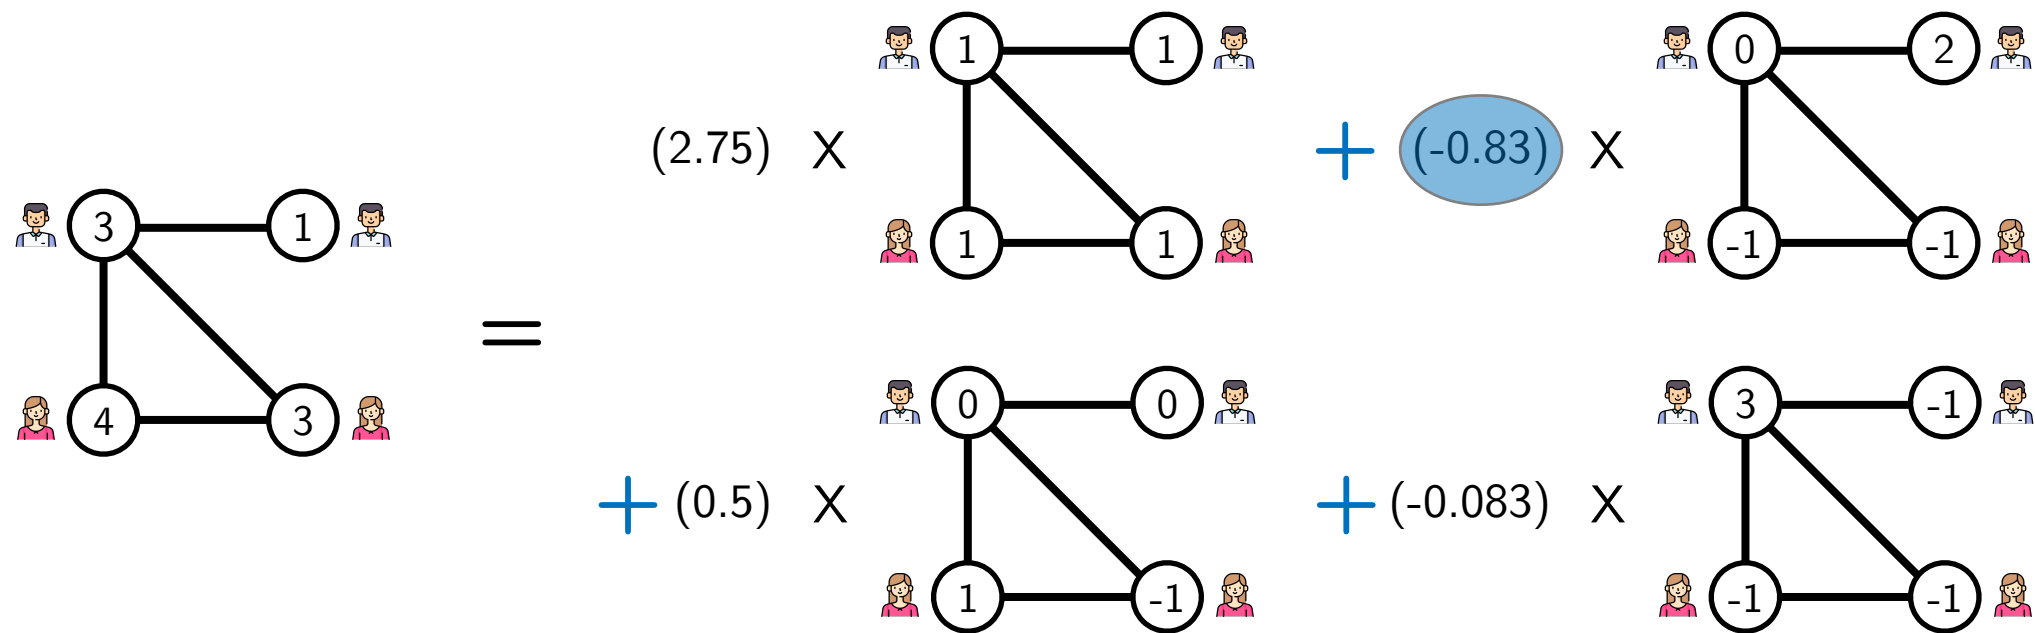 1 1 0 2
(2.75) X + (-0.83) X
3 1
1 1 -1 -1
=
4 3
0 0 3 -1
+ (0.5) X + (-0.083) X
1 -1 -1 -1